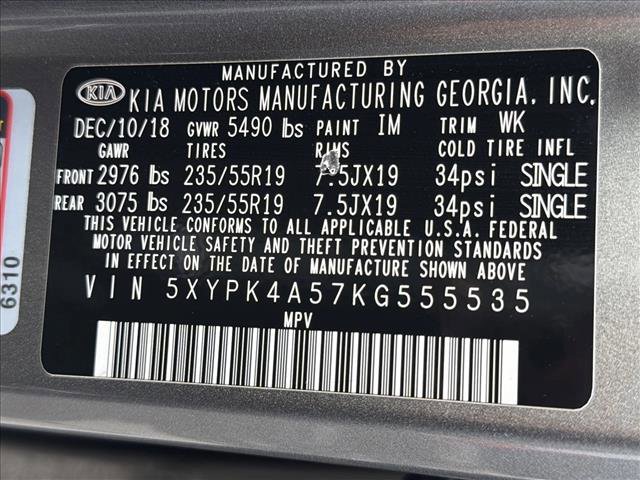 MANUFACTURED BY
KIA KIA MOTORS MANUFACTURING GEORGIA, INC.
DEC/10/18 GVWR 5490 lbs PAINT IM TRIM WK
GAWR TIRES RIMS COLD TIRE INFL
FRONT 2976 lbs 235/55R19 7.5JX19 34psi SINGLE
REAR 3075 lbs 235/55R19 7.5JX19 34psi SINGLE
THIS VEHICLE CONFORMS TO ALL APPLICABLE U.S.A. FEDERAL
MOTOR VEHICLE SAFETY AND THEFT PREVENTION STANDARDS
IN EFFECT ON THE DATE OF MANUFACTURE SHOWN ABOVE
VIN 5XYPK4A57KG555535
MPV
6310